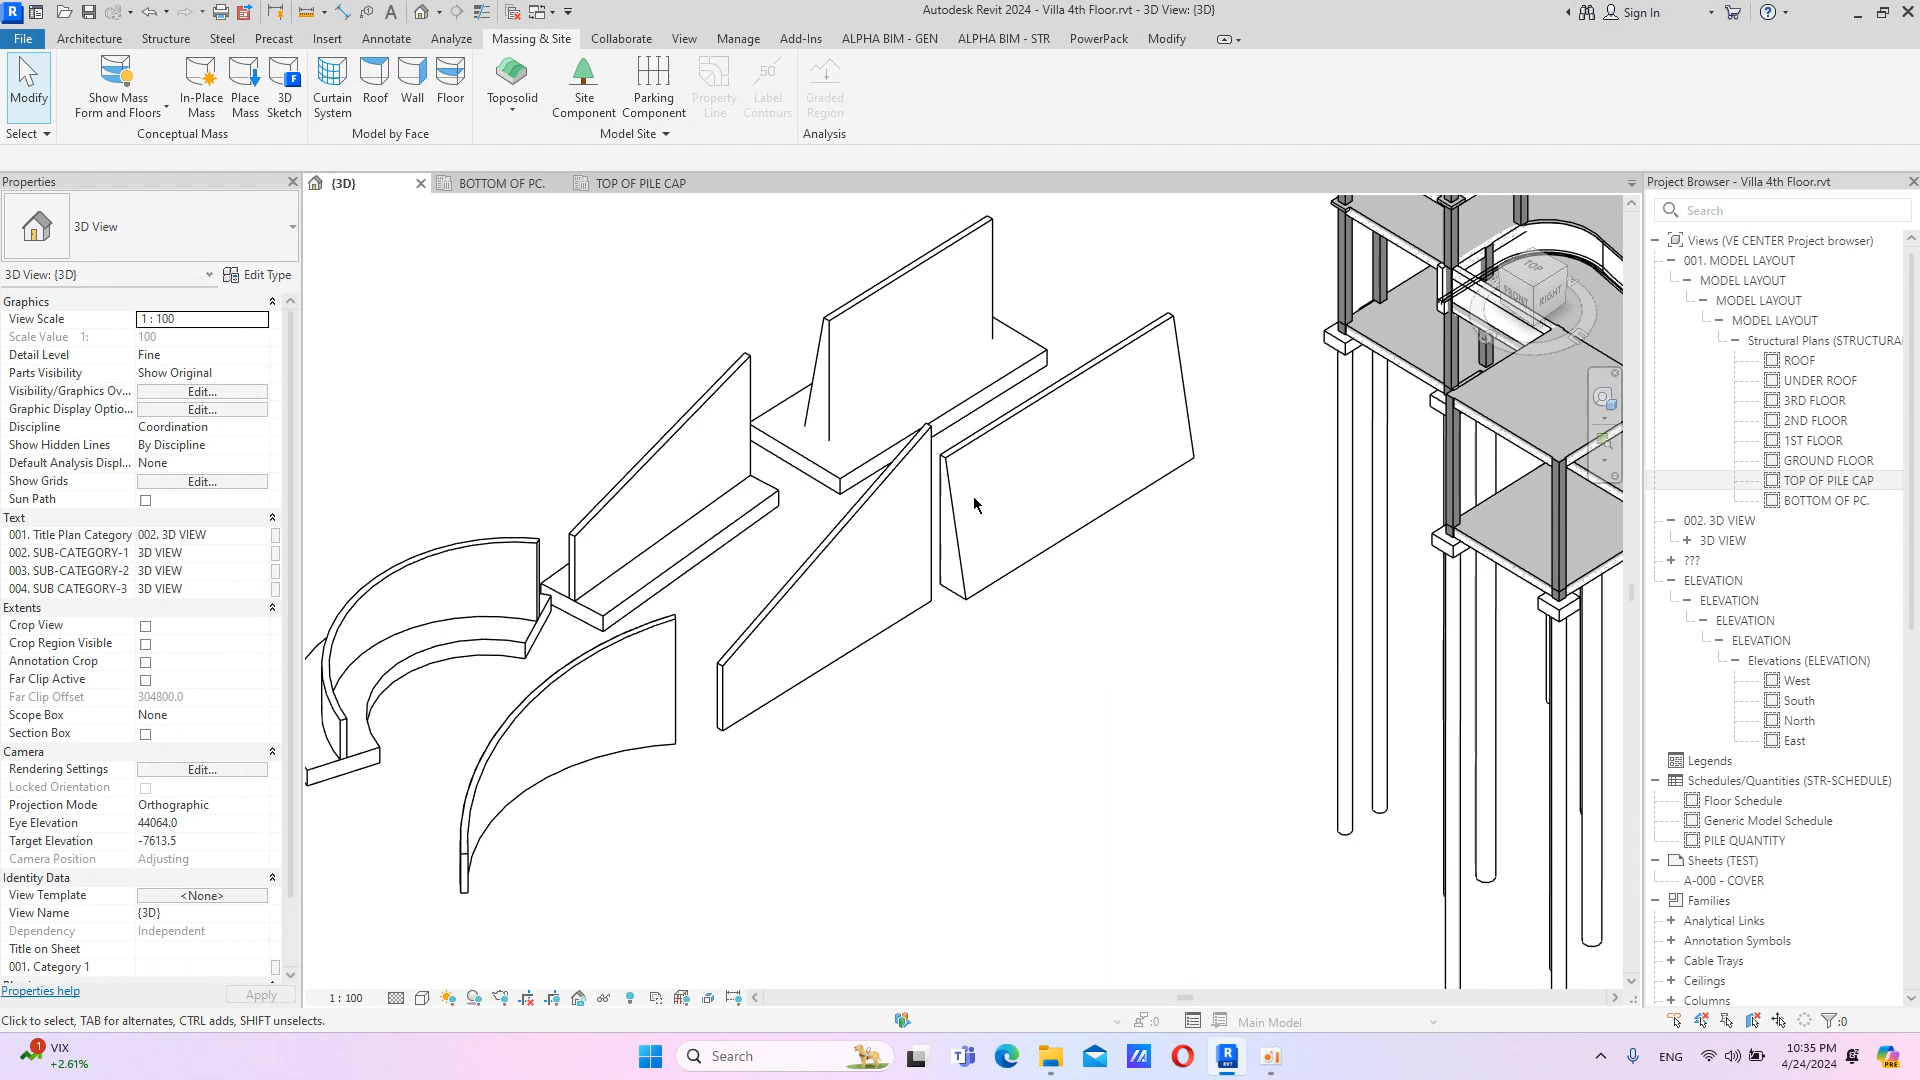 Autodesk Revit 2024 - Villa 4th Floor.rvt - 3D View: {3D}
Sign In
File Architecture Structure Steel Precast Insert Annotate Analyze Massing & Site Collaborate View Manage Add-Ins ALPHA BIM - GEN ALPHA BIM - STR PowerPack Modify
Modify
Show Mass
Form and Floors
In-Place
Mass
Place
Mass
3D
Sketch
Curtain
System
Roof
Wall
Floor
Toposolid
Site
Component
Parking
Component
Property
Line
Label
Contours
Graded
Region
Select
Conceptual Mass
Model by Face
Model Site
Analysis
Properties
3D View
3D View: {3D}
Edit Type
Graphics
View Scale 1 : 100
Scale Value 1: 100
Detail Level Fine
Parts Visibility Show Original
Visibility/Graphics Ov... Edit...
Graphic Display Optio... Edit...
Discipline Coordination
Show Hidden Lines By Discipline
Default Analysis Displ... None
Show Grids Edit...
Sun Path
Text
001. Title Plan Category 002. 3D VIEW
002. SUB-CATEGORY-1 3D VIEW
003. SUB-CATEGORY-2 3D VIEW
004. SUB CATEGORY-3 3D VIEW
Extents
Crop View
Crop Region Visible
Annotation Crop
Far Clip Active
Far Clip Offset 304800.0
Scope Box None
Section Box
Camera
Rendering Settings Edit...
Locked Orientation
Projection Mode Orthographic
Eye Elevation 44064.0
Target Elevation -7613.5
Camera Position Adjusting
Identity Data
View Template <None>
View Name {3D}
Dependency Independent
Title on Sheet
001. Category 1
Properties help
Apply
{3D}
BOTTOM OF PC.
TOP OF PILE CAP
TOP
FRONT
RIGHT
1 : 100
Project Browser - Villa 4th Floor.rvt
Search
Views (VE CENTER Project browser)
001. MODEL LAYOUT
MODEL LAYOUT
MODEL LAYOUT
MODEL LAYOUT
Structural Plans (STRUCTURA
ROOF
UNDER ROOF
3RD FLOOR
2ND FLOOR
1ST FLOOR
GROUND FLOOR
TOP OF PILE CAP
BOTTOM OF PC.
002. 3D VIEW
3D VIEW
???
ELEVATION
ELEVATION
ELEVATION
ELEVATION
Elevations (ELEVATION)
West
South
North
East
Legends
Schedules/Quantities (STR-SCHEDULE)
Floor Schedule
Generic Model Schedule
PILE QUANTITY
Sheets (TEST)
A-000 - COVER
Families
Analytical Links
Annotation Symbols
Cable Trays
Ceilings
Columns
Click to select, TAB for alternates, CTRL adds, SHIFT unselects.
:0
Main Model
:0
1
VIX
+2.61%
Search
ENG
10:35 PM
4/24/2024